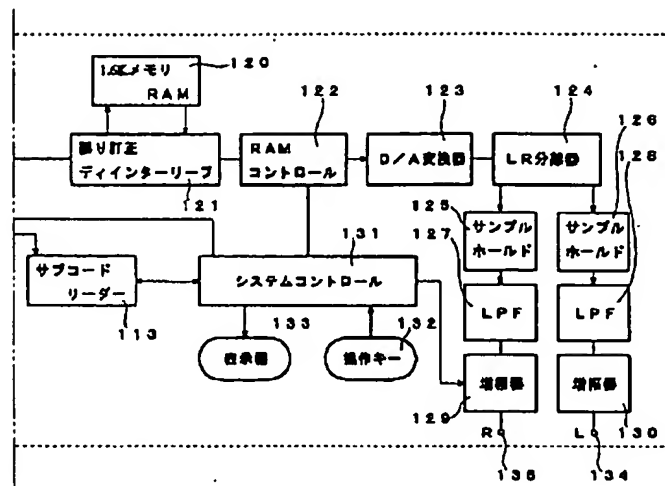 16Kメモリ
RAM
120
122
123
124
126
128
誤り訂正
ディインターリーブ
121
RAM
コントロール
D/A変換器
LR分離器
125
127
サンプル
ホールド
サンプル
ホールド
131
サブコード
リーダー
113
システムコントロール
LPF
LPF
133
132
表示器
操作キー
増幅器
増幅器
129
130
R
L
135
134